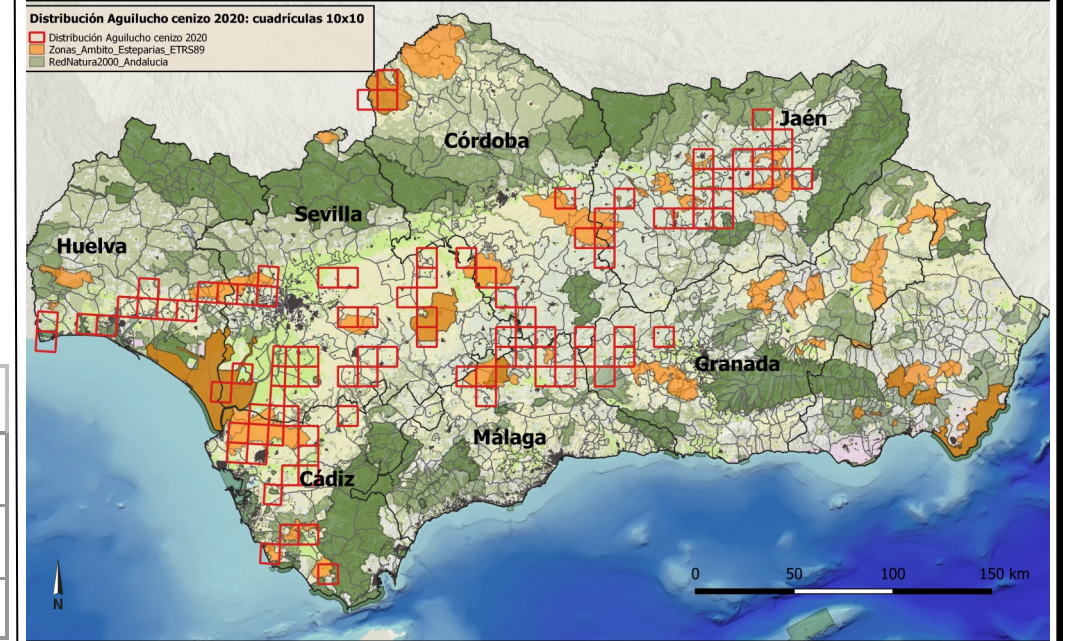 Distribución Aguilucho cenizo 2020: cuadrículas 10x10
Distribución Aguilucho cenizo 2020
Zonas_Ambito_Esteparias_ETRS89
RedNatura2000_Andalucia
Jaén
Córdoba
Sevilla
Huelva
Granada
Málaga
Cádiz
0 50 100 150 km
N